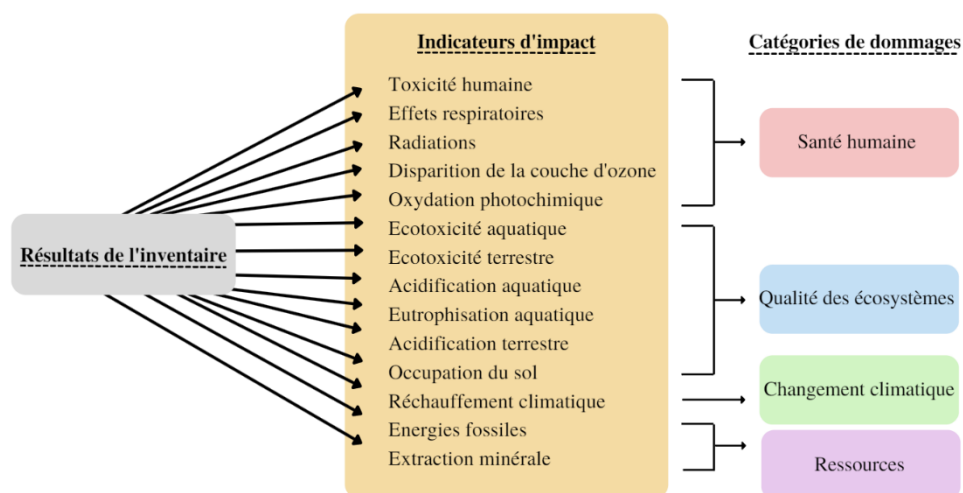 Indicateurs d'impact
Catégories de dommages
Toxicité humaine
Effets respiratoires
Radiations
Disparition de la couche d'ozone
Oxydation photochimique
Ecotoxicité aquatique
Ecotoxicité terrestre
Acidification aquatique
Eutrophisation aquatique
Acidification terrestre
Occupation du sol
Réchauffement climatique
Energies fossiles
Extraction minérale
Résultats de l'inventaire
Santé humaine
Qualité des écosystèmes
Changement climatique
Ressources